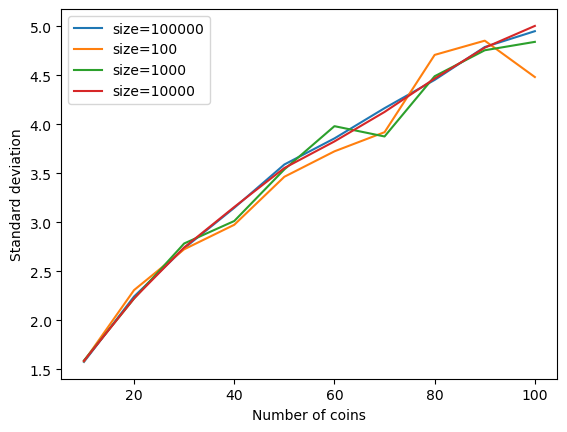 size=100000
size=100
size=1000
size=10000
5.0
4.5
4.0
3.5
3.0
2.5
2.0
1.5
Standard deviation
20
40
60
80
100
Number of coins